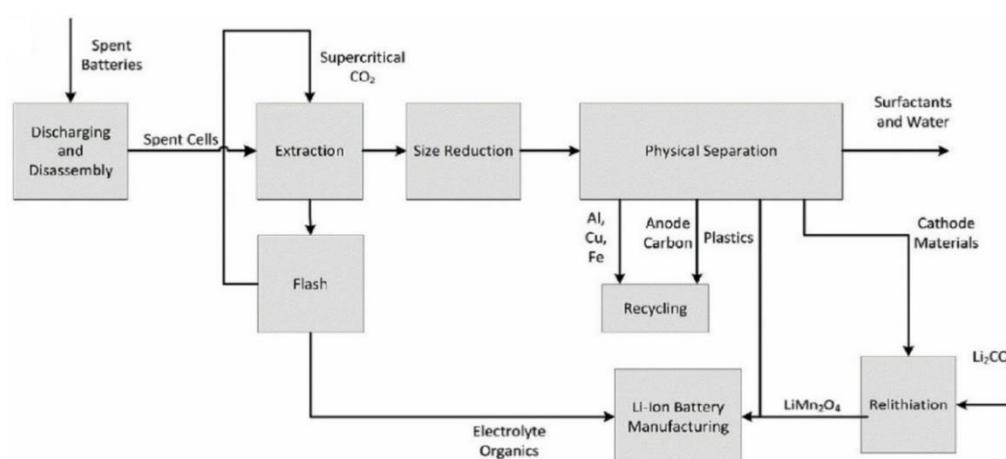 Spent
Batteries
Supercritical
CO₂
Discharging
and
Disassembly
Spent Cells
Extraction
Size Reduction
Physical Separation
Surfactants
and Water
Al,
Cu,
Fe
Anode
Carbon
Plastics
Cathode
Materials
Flash
Recycling
Li₂CO
Li-Ion Battery
Manufacturing
LiMn₂O₄
Relithiation
Electrolyte
Organics